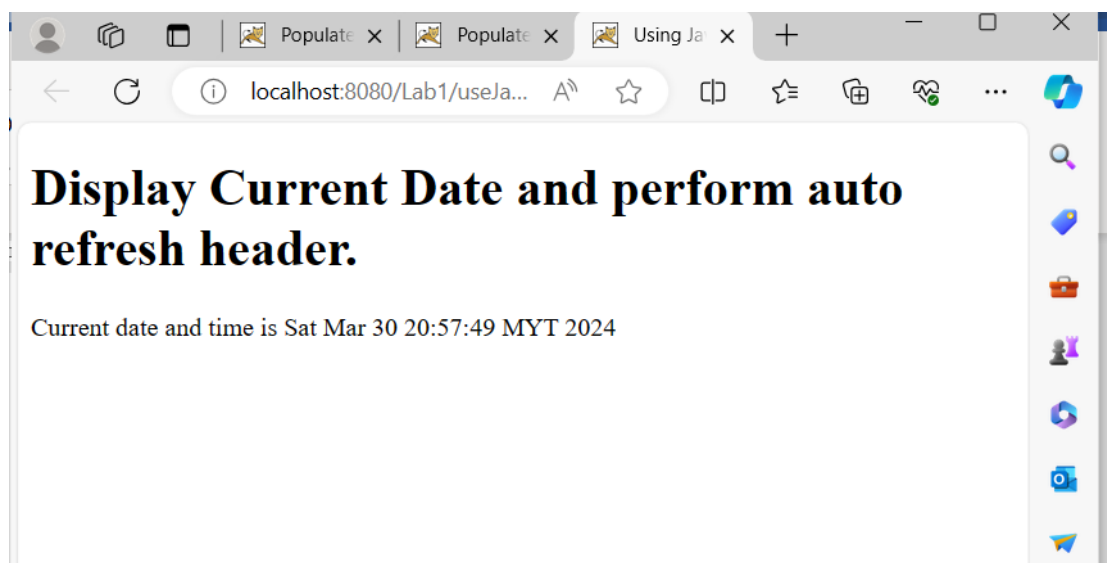 Populate
Populate
Using Ja
localhost:8080/Lab1/useJa...
Display Current Date and perform auto
refresh header.
Current date and time is Sat Mar 30 20:57:49 MYT 2024